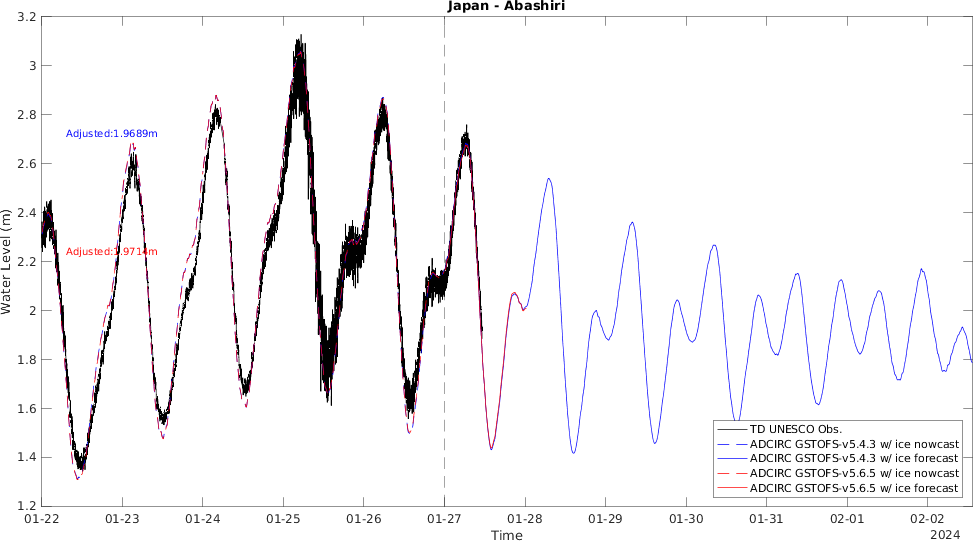 Japan - Abashiri
Water Level (m)
3.2
3
2.8
2.6
2.4
2.2
2
1.8
1.6
1.4
1.2
Adjusted:1.9689m
Adjusted:1.9714m
TD UNESCO Obs.
ADCIRC GSTOFS-v5.4.3 w/ ice nowcast
ADCIRC GSTOFS-v5.4.3 w/ ice forecast
ADCIRC GSTOFS-v5.6.5 w/ ice nowcast
ADCIRC GSTOFS-v5.6.5 w/ ice forecast
01-22 01-23 01-24 01-25 01-26 01-27 01-28 01-29 01-30 01-31 02-01 02-02
Time
2024